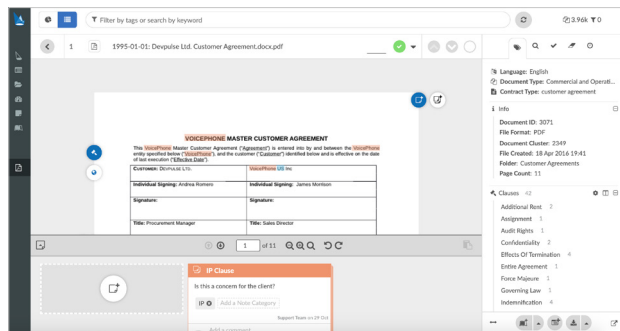 Filter by tags or search by keyword
3.96k 0
1 1995-01-01: Devpulse Ltd. Customer Agreement.docx.pdf
VOICEPHONE MASTER CUSTOMER AGREEMENT
This VoicePhone Master Customer Agreement ("Agreement") is entered into by and between the VoicePhone
entity specified below ("VoicePhone"), and the customer ("Customer") identified below and is effective on the date
of last execution ("Effective Date").
CUSTOMER: DEVPULSE LTD. VoicePhone US Inc
Individual Signing: Andrea Romero Individual Signing: James Morrison
Signature: Signature:
Title: Procurement Manager Title: Sales Director
1 of 11
IP Clause
Is this a concern for the client?
IP Add a Note Category
Support Team on
Add a comment
Language: English
Document Type: Commercial and Operati...
Contract Type: customer agreement
Info
Document ID: 3071
File Format: PDF
Document Cluster: 2349
File Created: 18 Apr 2016 19:41
Folder: Customer Agreements
Page Count: 11
Clauses 43
Additional Rent 2
Assignment 1
Audit Rights 1
Confidentiality 2
Effects Of Termination 4
Entire Agreement 1
Force Majeure 1
Governing Law 1
Indemnification 4